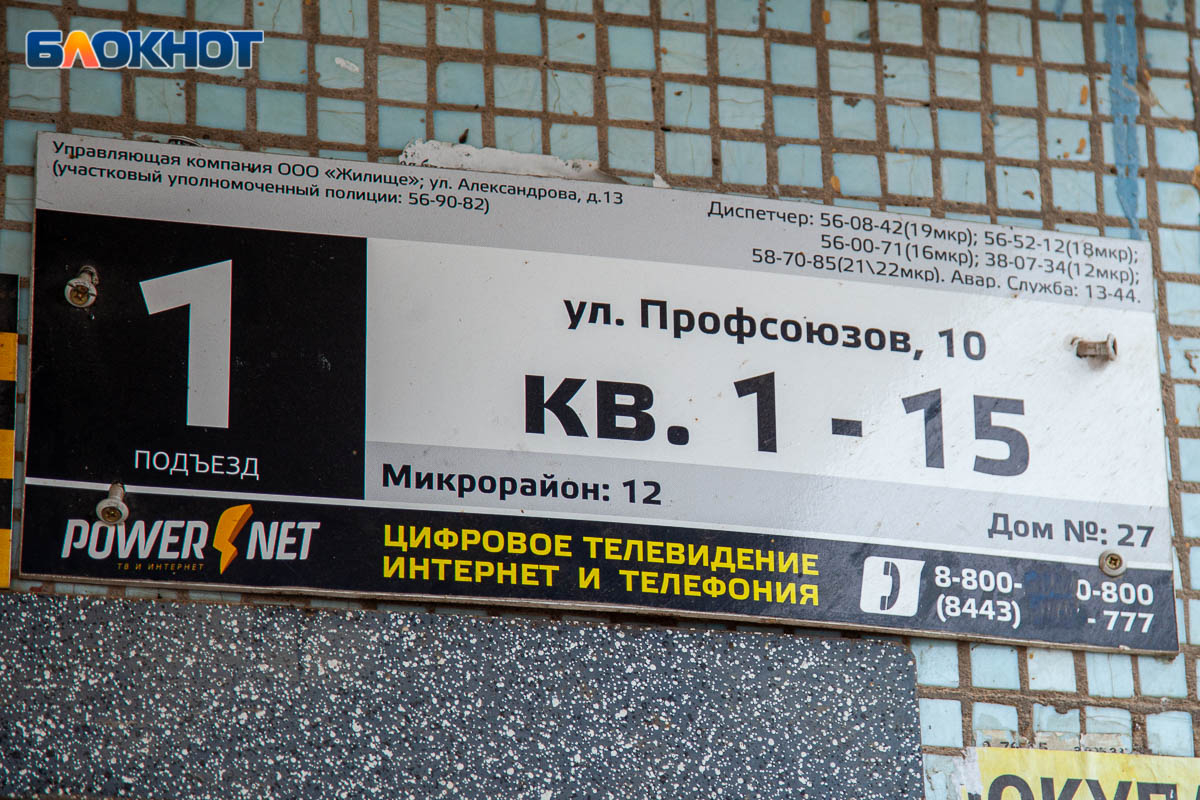 БЛОКНОТ
Управляющая компания ООО «Жилище»; ул. Александрова, д.13
(участковый уполномоченный полиции: 56-90-82)
Диспетчер: 56-08-42(19мкр); 56-52-12(18мкр);
56-00-71(16мкр); 38-07-34(12мкр);
58-70-85(21\22мкр). Авар. Служба: 13-44.
1
ПОДЪЕЗД
ул. Профсоюзов, 10
кв. 1 - 15
Микрорайон: 12
Дом №: 27
POWER NET
ТВ И ИНТЕРНЕТ
ЦИФРОВОЕ ТЕЛЕВИДЕНИЕ
ИНТЕРНЕТ И ТЕЛЕФОНИЯ
8-800- 0-800
(8443) - 777